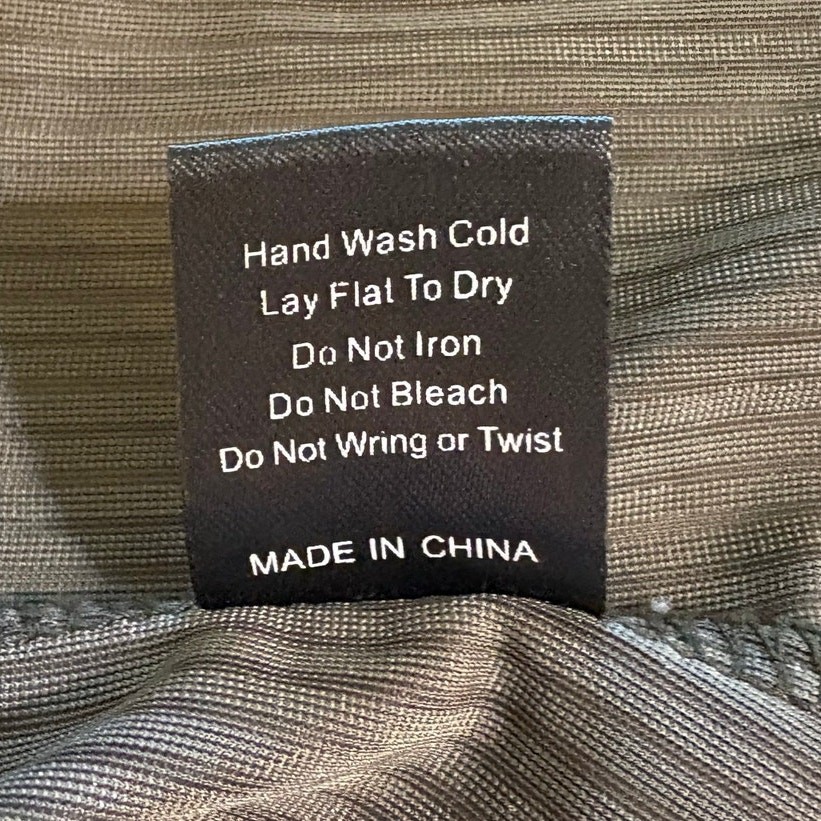 Hand Wash Cold
Lay Flat To Dry
Do Not Iron
Do Not Bleach
Do Not Wring or Twist
MADE IN CHINA